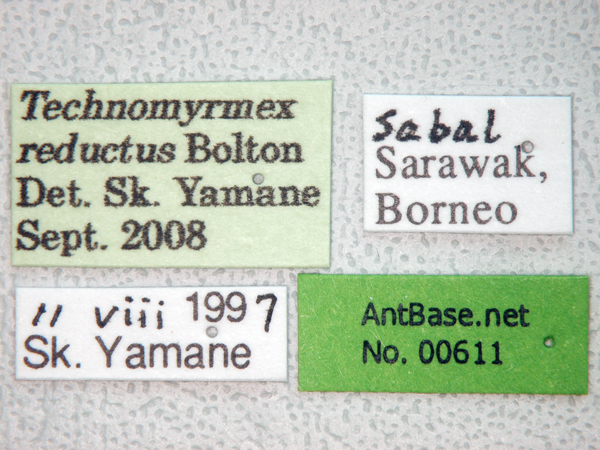 Technomyrmex
reductus Bolton
Det. Sk. Yamane
Sept. 2008
Sabal
Sarawak,
Borneo
11 viii 1997
Sk. Yamane
AntBase.net
No. 00611